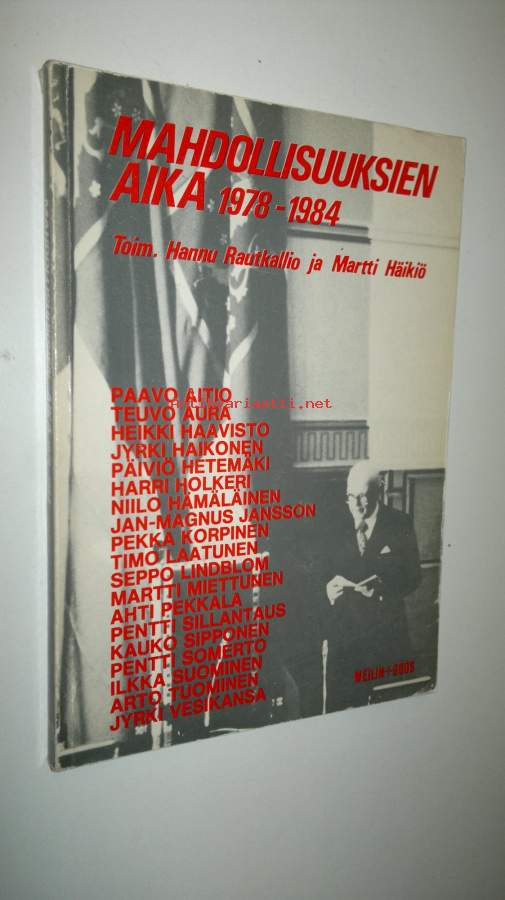 MAHDOLLISUUKSIEN
AIKA 1978-1984
Toim. Hannu Rautkallio ja Martti Häikiö
PAAVO AITIO
Antikvariaatti.net
TEUVO AURA
HEIKKI HAAVISTO
JYRKI HAIKONEN
PÄIVIÖ HETEMÄKI
HARRI HOLKERI
NIILO HÄMÄLÄINEN
JAN-MAGNUS JANSSON
PEKKA KORPINEN
TIMO LAATUNEN
SEPPO LINDBLOM
MARTTI MIETTUNEN
AHTI PEKKALA
PENTTI SILLANTAUS
KAUKO SIPPONEN
PENTTI SOMERTO
ILKKA SUOMINEN
ARTO TUOMINEN
JYRKI VESIKANSA
WEILIN+GÖÖS